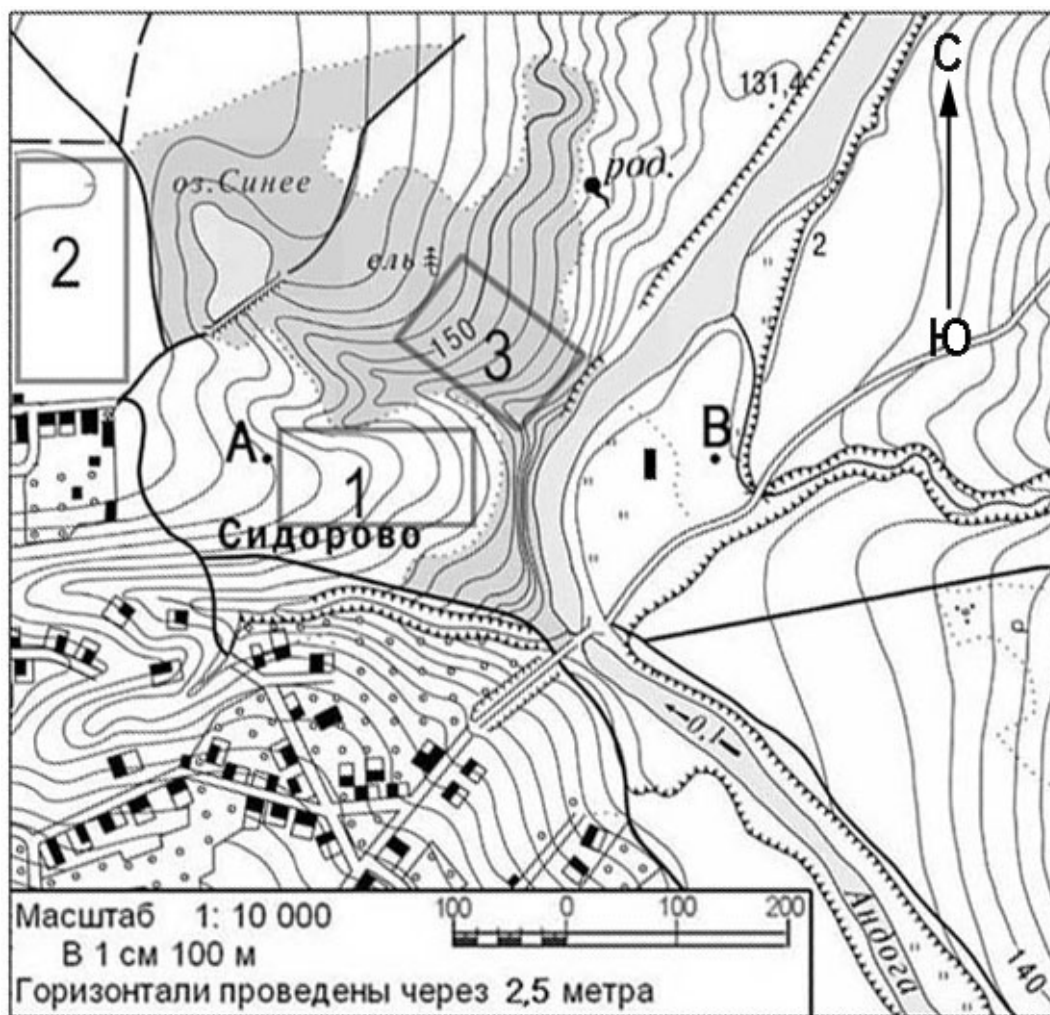 С
131,4
род.
оз. Синее
2
ель
2
Ю
150
3
А.
В
1
Сидорово
0,1
Андога
140
Масштаб 1: 10 000
В 1 см 100 м
Горизонтали проведены через 2,5 метра
100 0 100 200